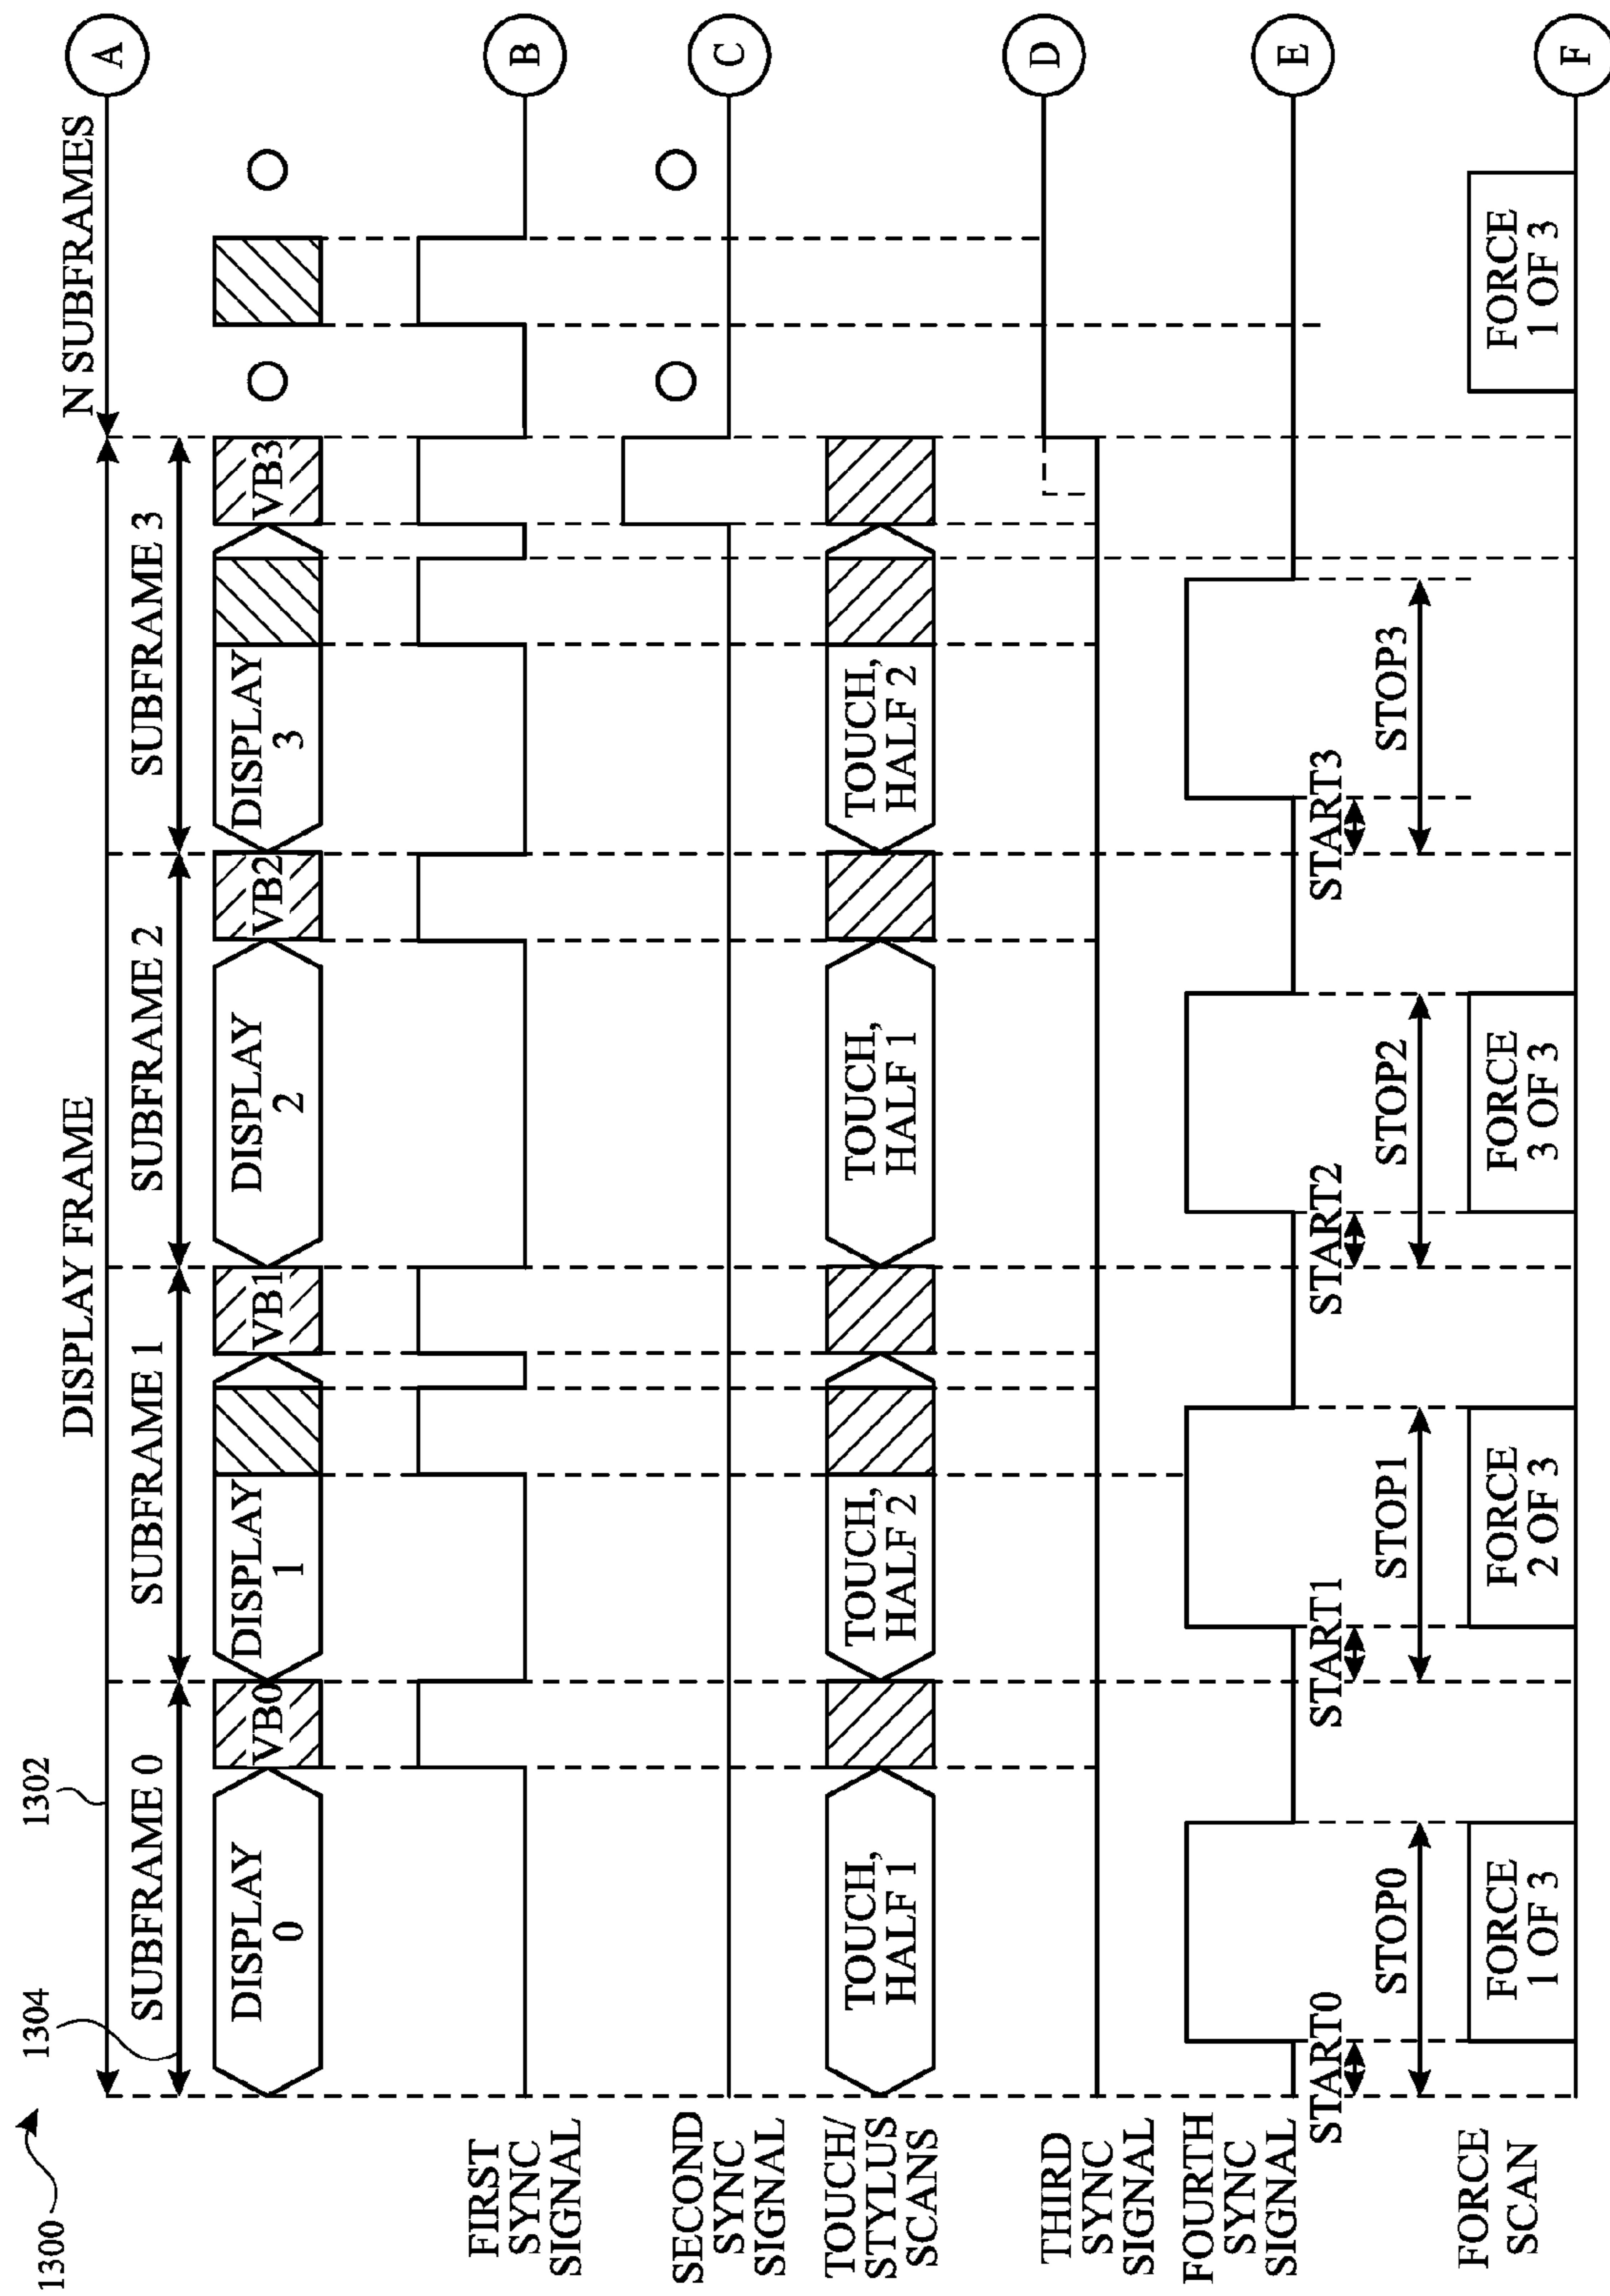 1300
1302
1304
DISPLAY FRAME
N SUBFRAMES
A
SUBFRAME 0
SUBFRAME 1
SUBFRAME 2
SUBFRAME 3
DISPLAY
0
VB0
DISPLAY
1
VB1
DISPLAY
2
VB2
DISPLAY
3
VB3
FIRST
SYNC
SIGNAL
B
SECOND
SYNC
SIGNAL
C
TOUCH/
STYLUS
SCANS
TOUCH,
HALF 1
TOUCH,
HALF 2
TOUCH,
HALF 1
TOUCH,
HALF 2
THIRD
SYNC
SIGNAL
D
FOURTH
SYNC
SIGNAL
E
START0
START1
START2
START3
STOP0
STOP1
STOP2
STOP3
FORCE
SCAN
FORCE
1 OF 3
FORCE
2 OF 3
FORCE
3 OF 3
FORCE
1 OF 3
F